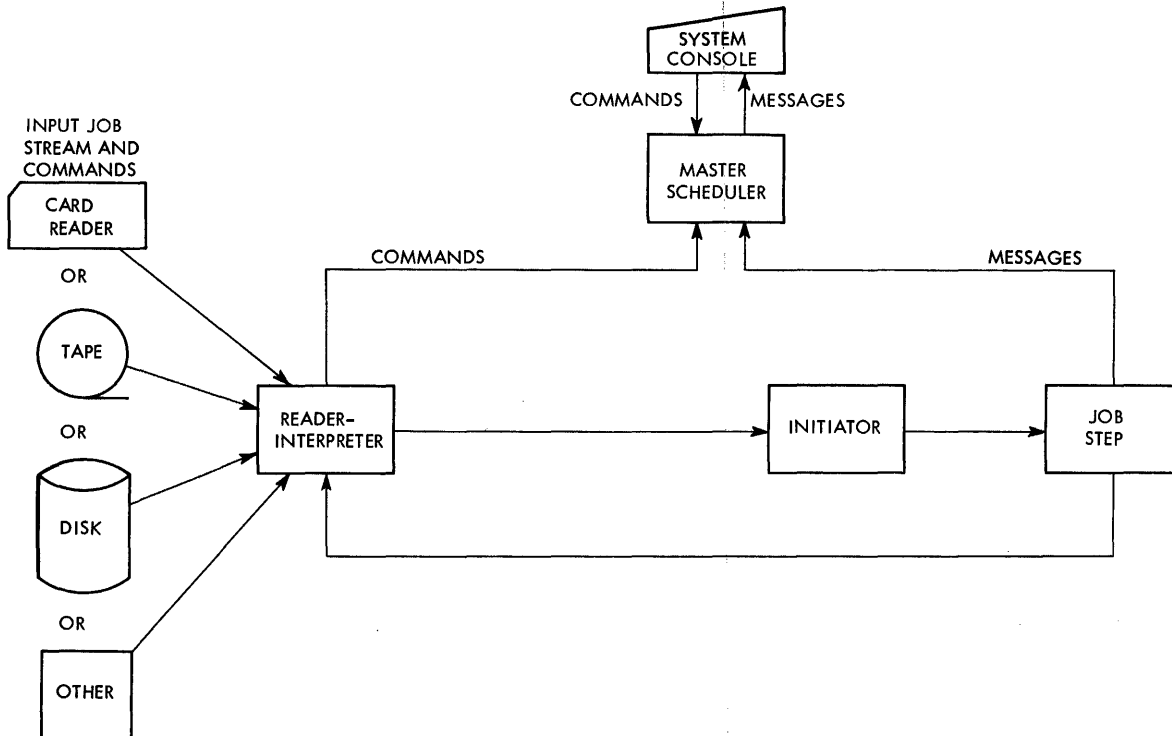 SYSTEM
CONSOLE
COMMANDS
MESSAGES
INPUT JOB
STREAM AND
COMMANDS
MASTER
SCHEDULER
CARD
READER
COMMANDS
MESSAGES
OR
TAPE
READER-
INTERPRETER
INITIATOR
JOB
STEP
OR
DISK
OR
OTHER